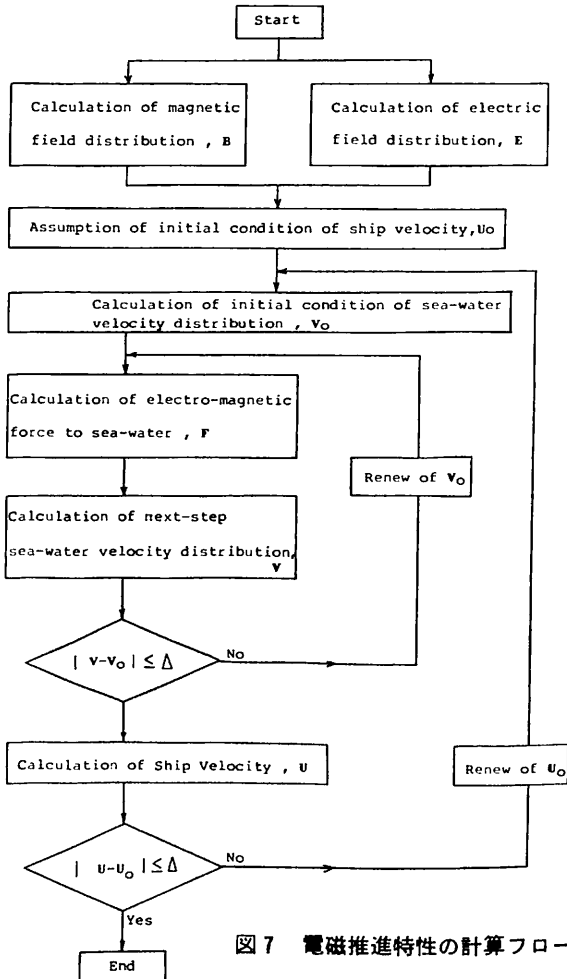 Start
Calculation of magnetic
field distribution , B
Calculation of electric
field distribution, E
Assumption of initial condition of ship velocity,Uo
Calculation of initial condition of sea-water
velocity distribution , Vo
Calculation of electro-magnetic
force to sea-water , F
Renew of Vo
Calculation of next-step
sea-water velocity distribution,
V
| V-Vo | ≤ Δ
No
Calculation of Ship Velocity , U
Renew of Uo
| U-Uo | ≤ Δ
No
Yes
End
図7 電磁推進特性の計算フロー